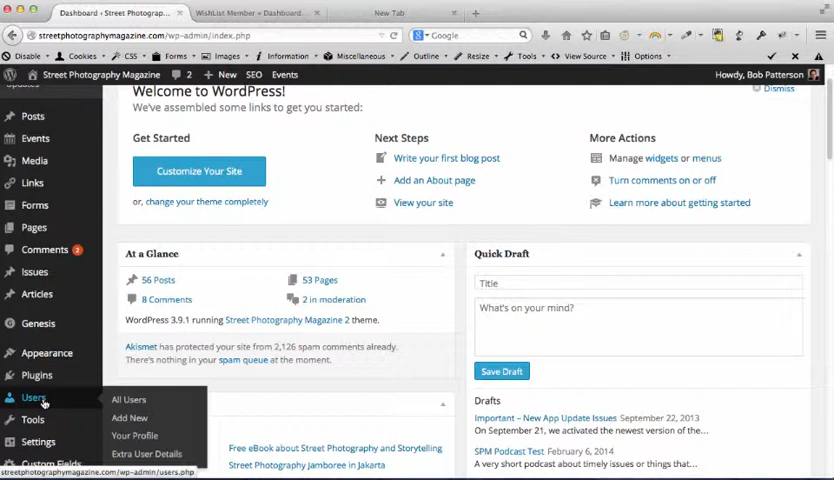 Dashboard ‹ Street Photograp...
WishList Member ‹ Dashboard...
New Tab
streetphotographymagazine.com/wp-admin/index.php
Google
Disable
Cookies
CSS
Forms
Images
Information
Miscellaneous
Outline
Resize
Tools
View Source
Options
Street Photography Magazine
2
New
SEO
Events
Howdy, Bob Patterson
Updates
Posts
Events
Media
Links
Forms
Pages
Comments 2
Issues
Articles
Genesis
Appearance
Plugins
Users
Tools
Settings
Custom Fields
All Users
Add New
Your Profile
Extra User Details
streetphotographymagazine.com/wp-admin/users.php
Welcome to WordPress!
Dismiss
We've assembled some links to get you started:
Get Started
Customize Your Site
or, change your theme completely
Next Steps
Write your first blog post
Add an About page
View your site
More Actions
Manage widgets or menus
Turn comments on or off
Learn more about getting started
At a Glance
56 Posts
53 Pages
8 Comments
2 in moderation
WordPress 3.9.1 running Street Photography Magazine 2 theme.
Akismet has protected your site from 2,126 spam comments already.
There's nothing in your spam queue at the moment.
Free eBook about Street Photography and Storytelling
Street Photography Jamboree in Jakarta
Quick Draft
Title
What's on your mind?
Save Draft
Drafts
Important – New App Update Issues September 22, 2013
On September 21, we activated the newest version of the...
SPM Podcast Test February 6, 2014
A very short podcast about timely issues or things that...